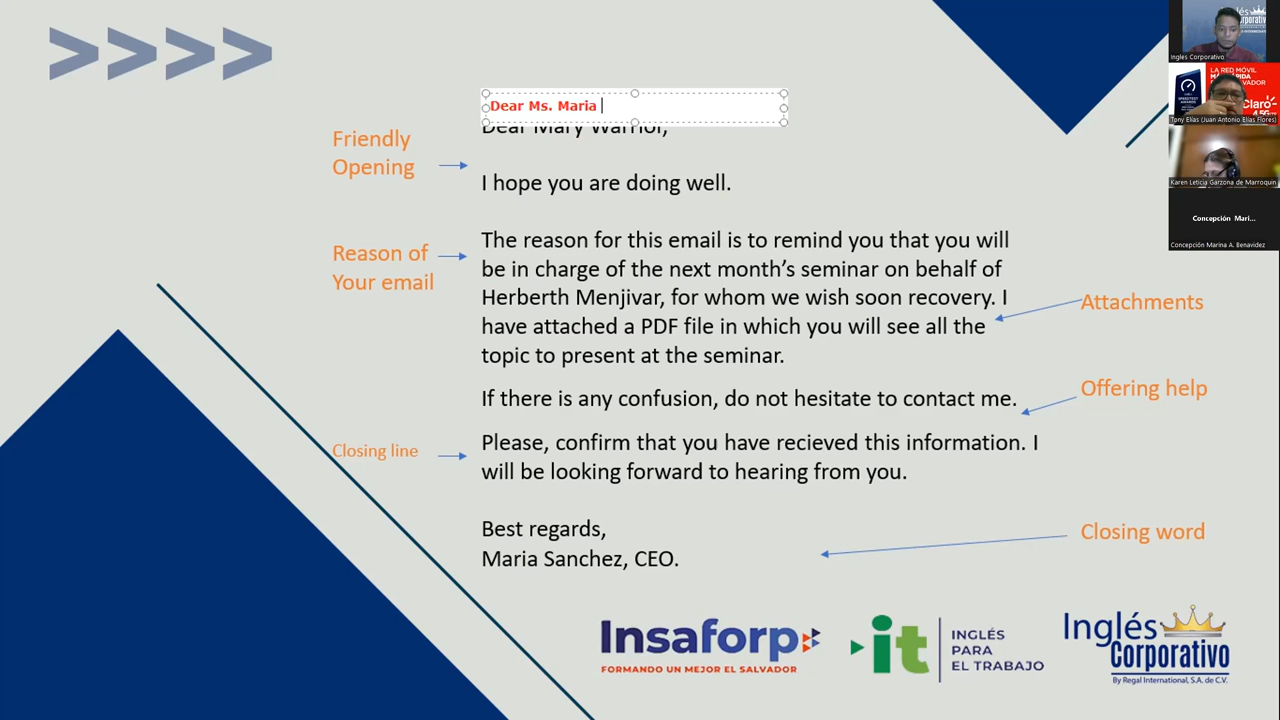 Dear Ms. Maria
Dear Mary Warrior,
Friendly
Opening
I hope you are doing well.
Reason of
Your email
The reason for this email is to remind you that you will
be in charge of the next month's seminar on behalf of
Herberth Menjivar, for whom we wish soon recovery. I
have attached a PDF file in which you will see all the
topic to present at the seminar.
Attachments
If there is any confusion, do not hesitate to contact me.
Offering help
Closing line
Please, confirm that you have recieved this information. I
will be looking forward to hearing from you.
Best regards,
Maria Sanchez, CEO.
Closing word
Insaforp
FORMANDO UN MEJOR EL SALVADOR
it
INGLÉS
PARA
EL TRABAJO
Inglés
Corporativo
By Regal International, S.A. de C.V.
Ingles Corporativo
LA RED MÓVIL
Claro
Tony Elías (Juan Antonio Elias Flores)
Karen Leticia Garzona de Marroquin
Concepción Mari...
Concepción Marina A. Benavidez